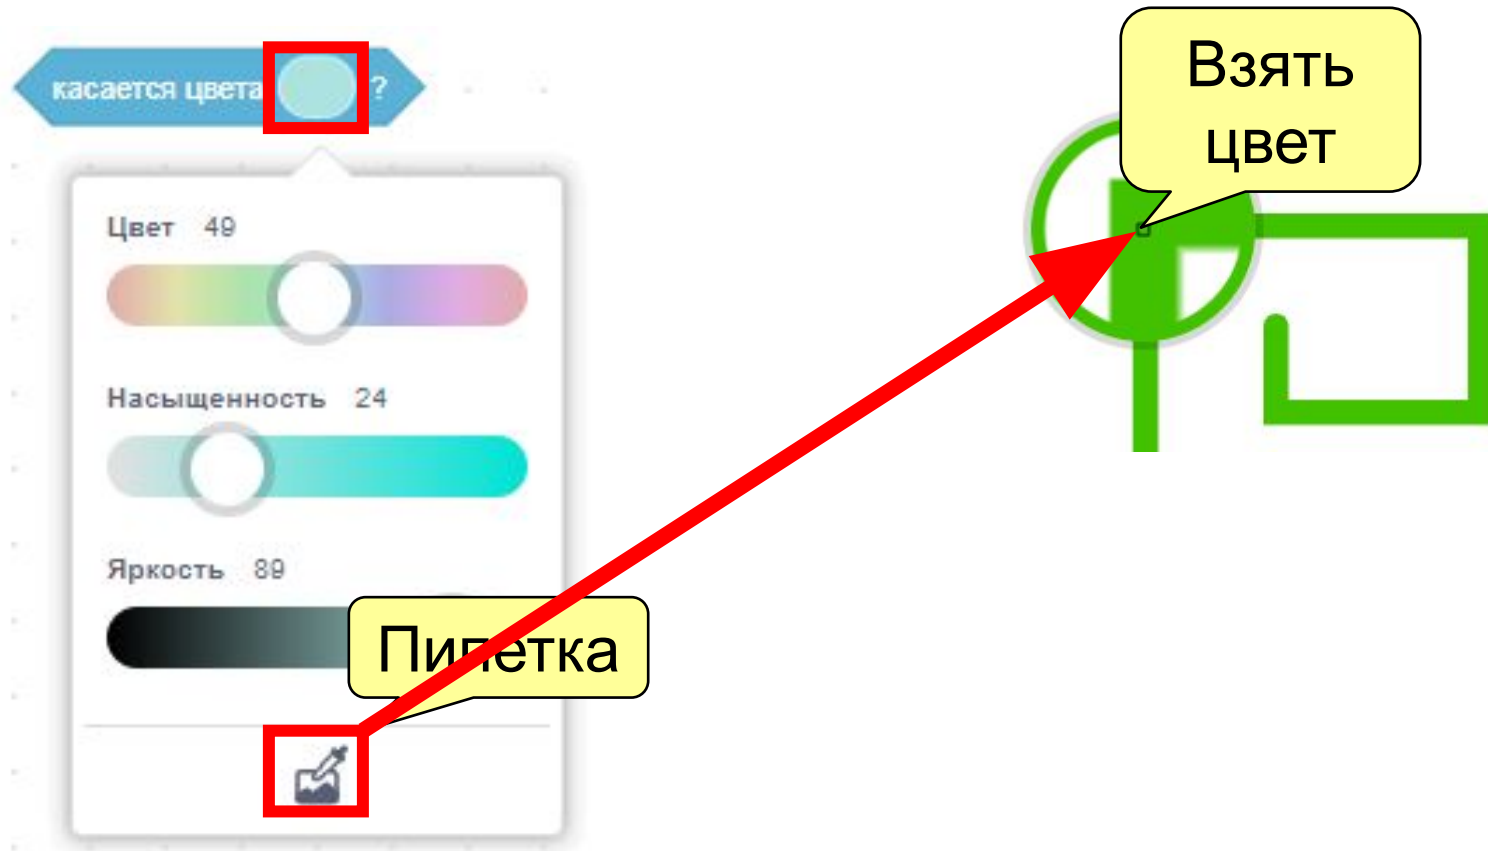 касается цвета ?
Взять
цвет
Цвет 49
Насыщенность 24
Яркость 89
Пипетка